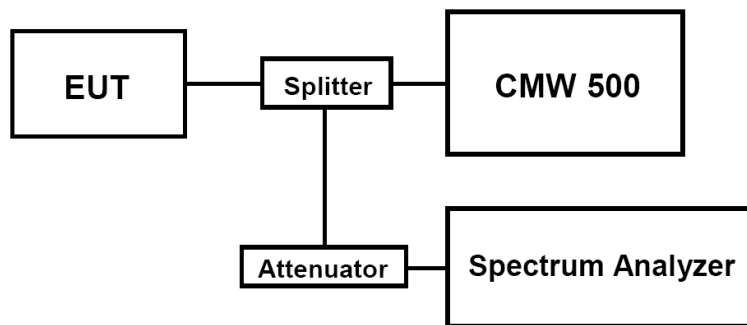 EUT
Splitter
CMW 500
Attenuator
Spectrum Analyzer